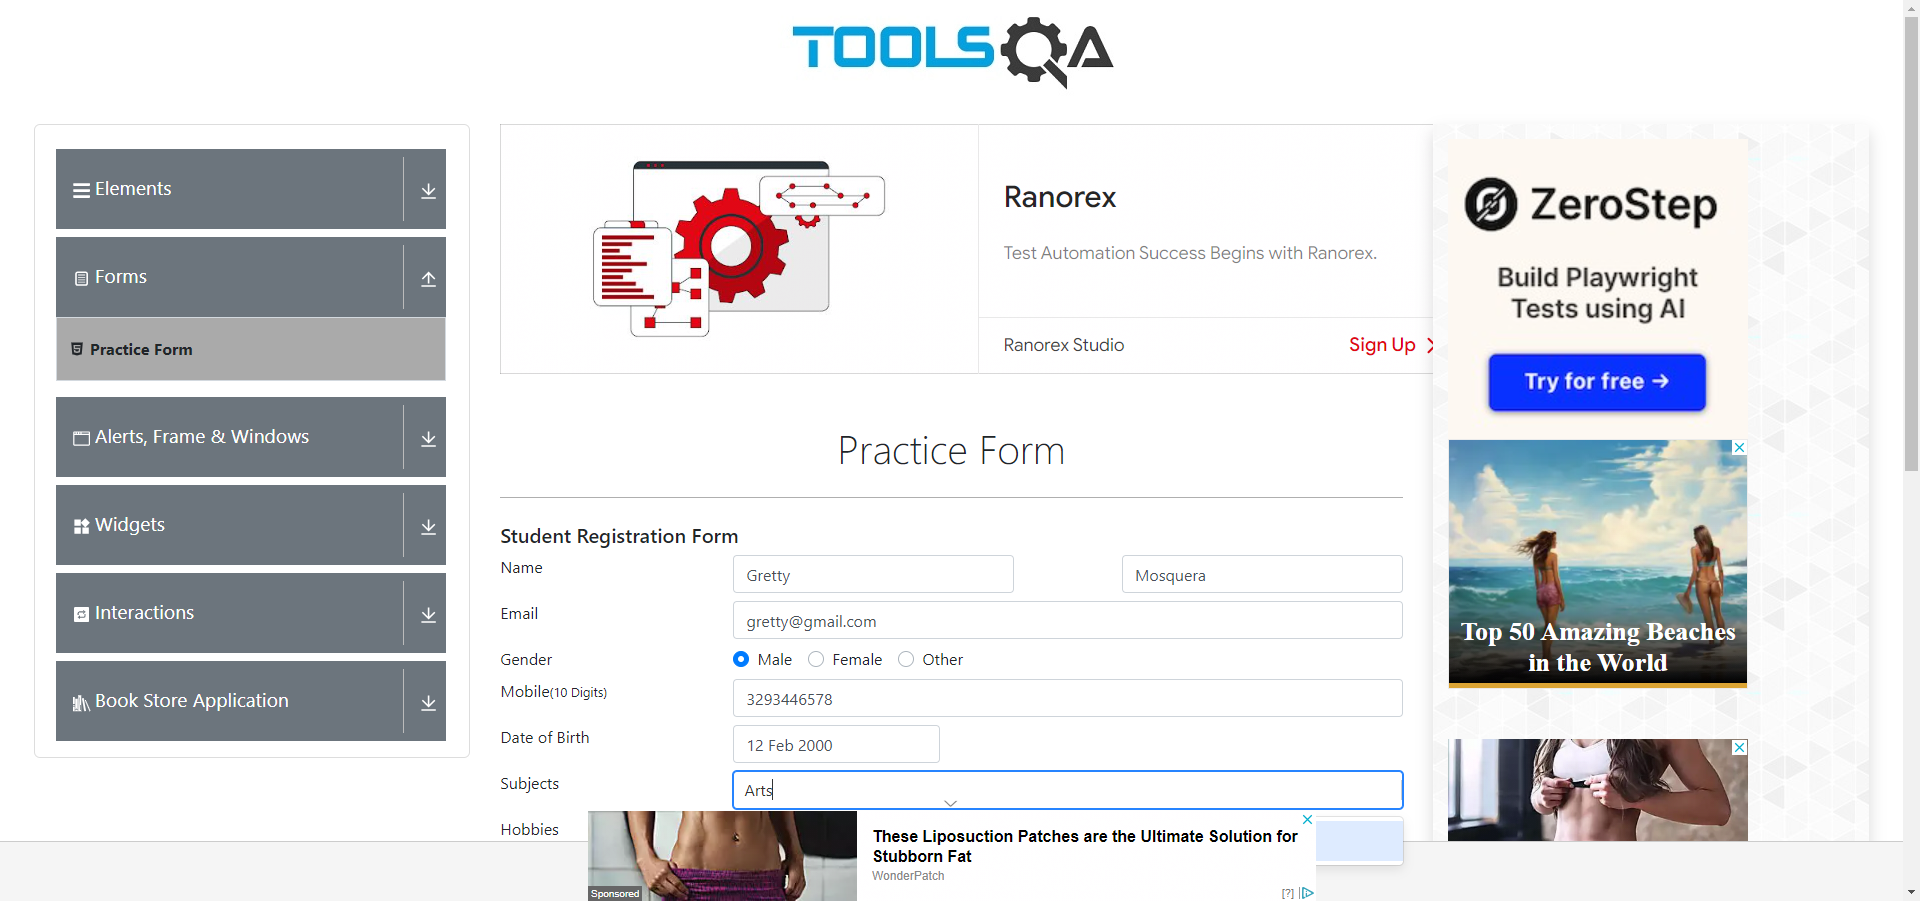 TOOLSQA
Elements
Forms
Practice Form
Alerts, Frame & Windows
Widgets
Interactions
Book Store Application
Ranorex
Test Automation Success Begins with Ranorex.
Ranorex Studio
Sign Up
Practice Form
Student Registration Form
Name
Gretty
Mosquera
Email
gretty@gmail.com
Gender
Male
Female
Other
Mobile(10 Digits)
3293446578
Date of Birth
12 Feb 2000
Subjects
Arts
Hobbies
Sponsored
These Liposuction Patches are the Ultimate Solution for
Stubborn Fat
WonderPatch
[?]
ZeroStep
Build Playwright
Tests using AI
Try for free →
Top 50 Amazing Beaches
in the World